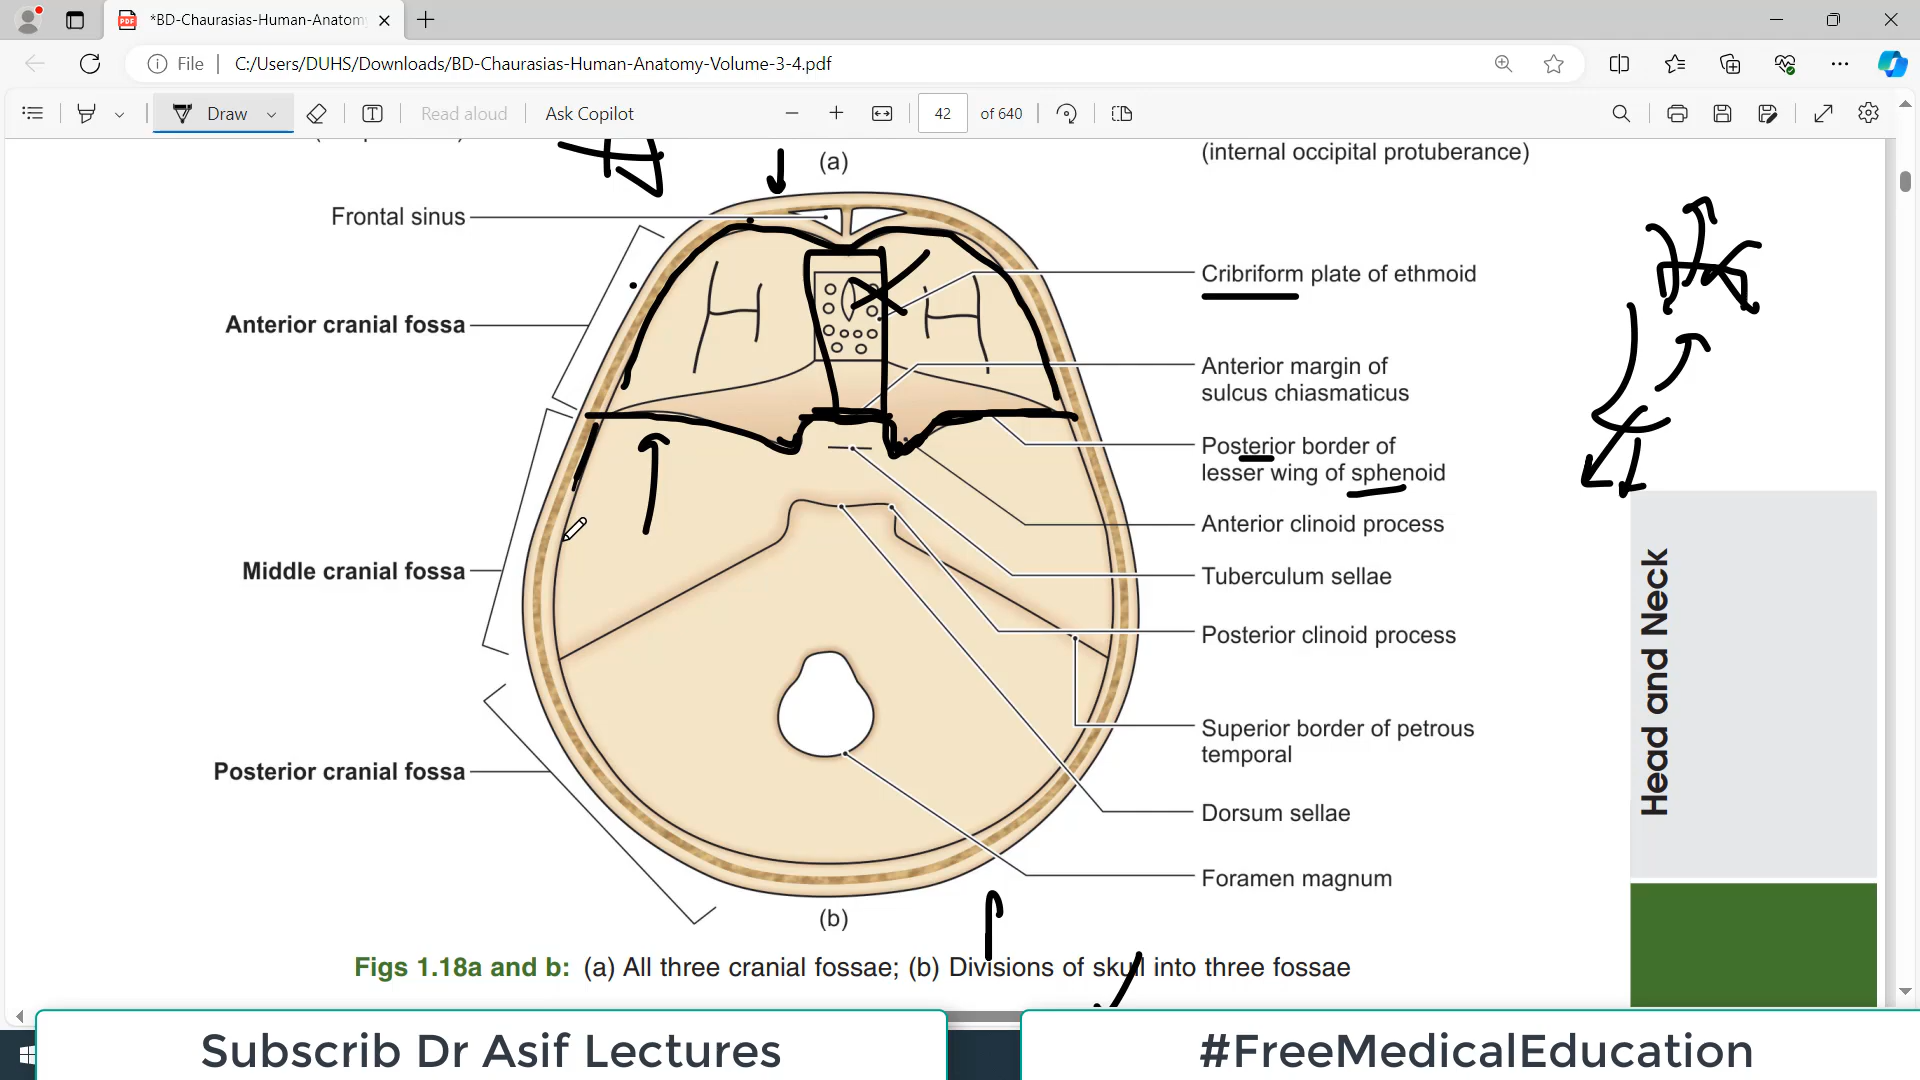 *BD-Chaurasias-Human-Anatom
File
C:/Users/DUHS/Downloads/BD-Chaurasias-Human-Anatomy-Volume-3-4.pdf
Draw
Read aloud
Ask Copilot
42
of 640
(a)
(internal occipital protuberance)
Frontal sinus
Cribriform plate of ethmoid
Anterior cranial fossa
Anterior margin of
sulcus chiasmaticus
Posterior border of
lesser wing of sphenoid
Anterior clinoid process
Middle cranial fossa
Tuberculum sellae
Posterior clinoid process
Superior border of petrous
temporal
Posterior cranial fossa
Dorsum sellae
Foramen magnum
(b)
Head and Neck
Figs 1.18a and b: (a) All three cranial fossae; (b) Divisions of skull into three fossae
Subscrib Dr Asif Lectures
#FreeMedicalEducation